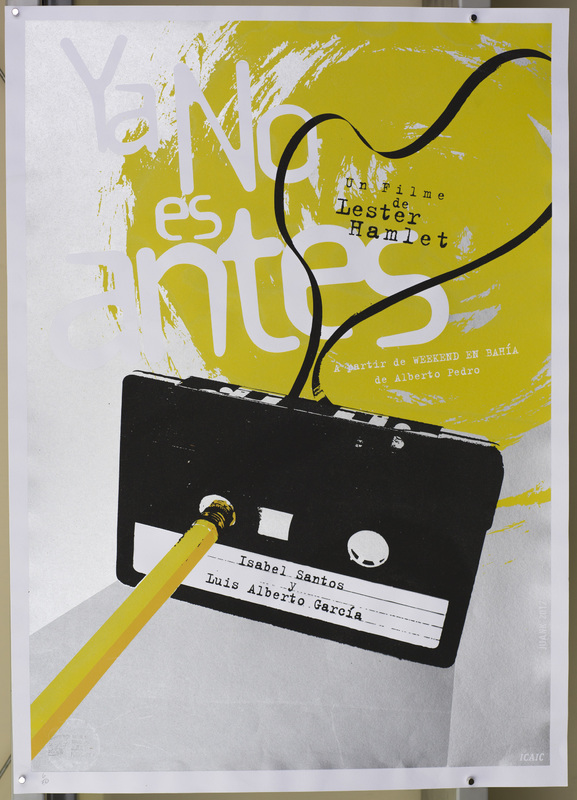 Ya No
es
antes
Un Filme
de
Lester
Hamlet
A partir de WEEKEND EN BAHÍA
de Alberto Pedro
Isabel Santos
y
Luis Alberto García
ICAIC